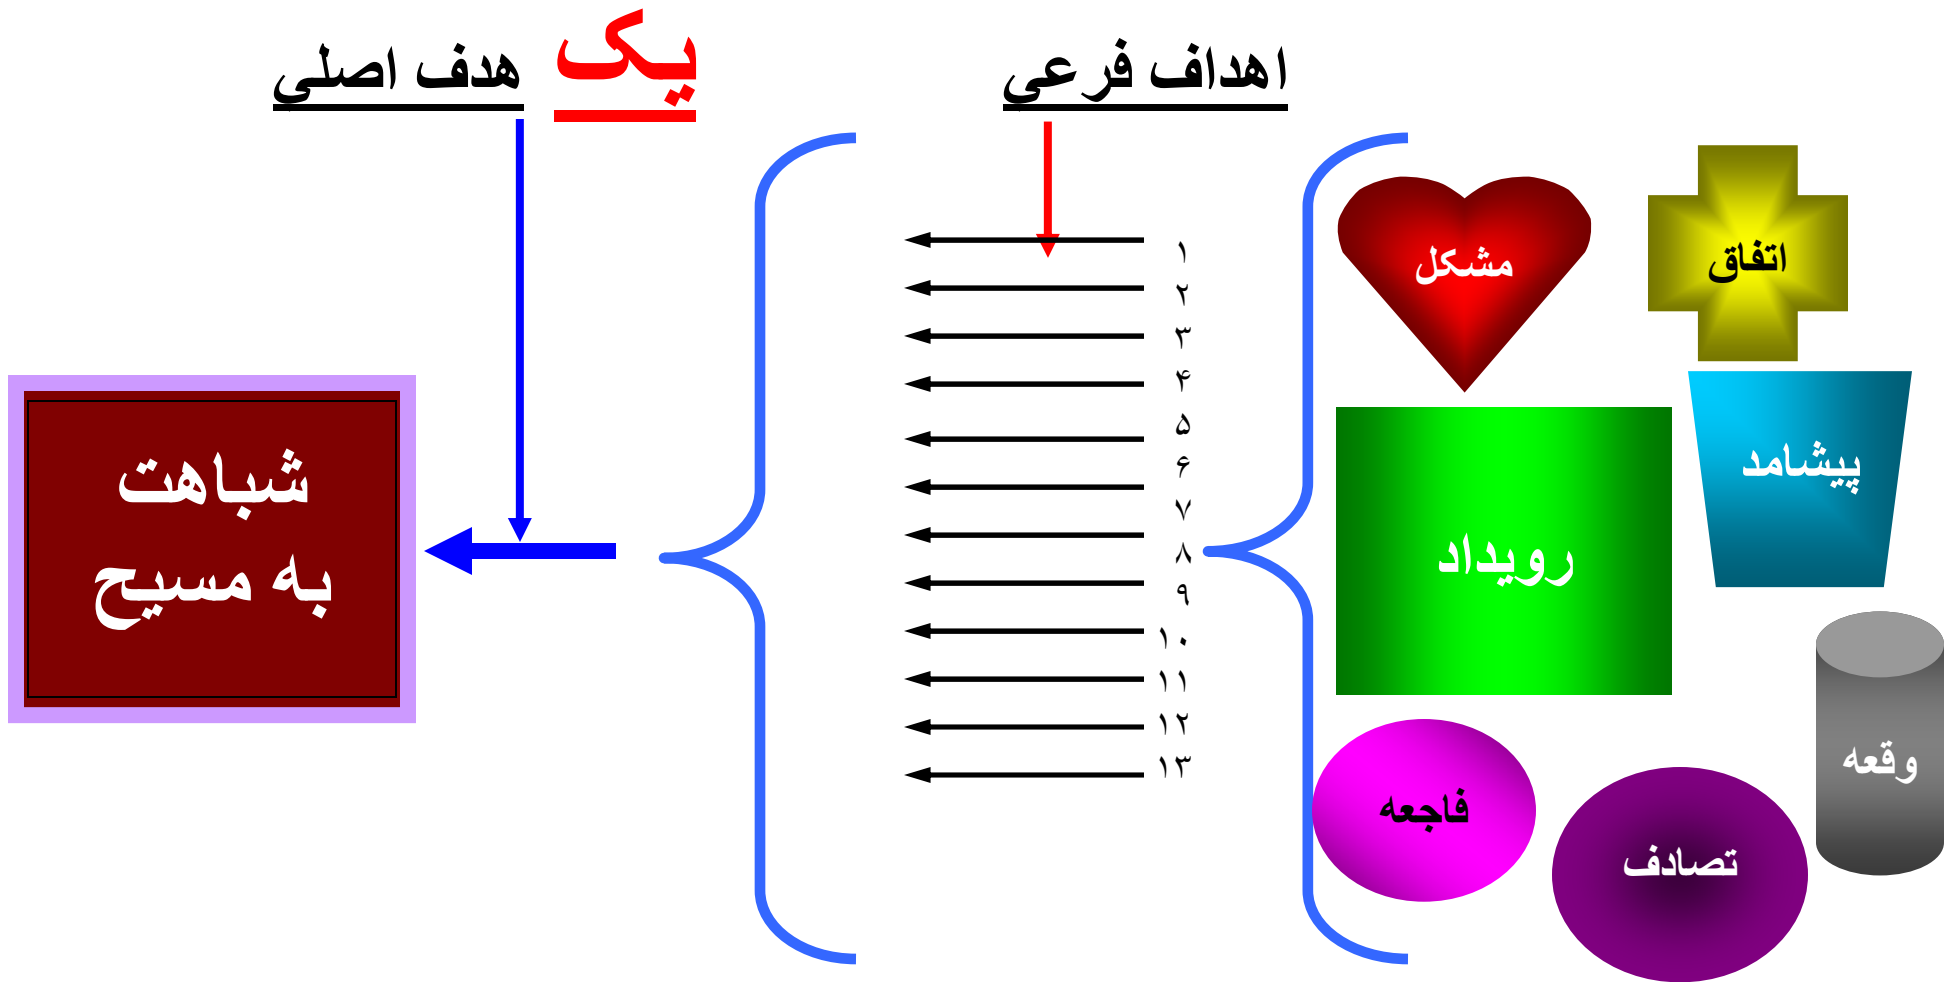 اهداف فرعی
یک هدف اصلی
اتفاق
مشکل
پیشامد
رویداد
وقعه
فاجعه
تصادف
۱
۲
۳
۴
۵
۶
۷
۸
۹
۱۰
۱۱
۱۲
۱۳
شباهت
به مسیح